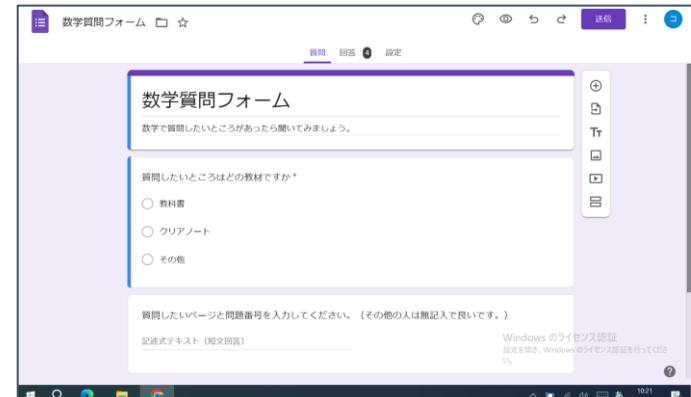 数学質問フォーム
送信
コ
質問 回答 4 設定
数学質問フォーム
数学で質問したいところがあったら聞いてみましょう。
Tт
質問したいところはどの教材ですか*
教科書
クリアノート
その他
質問したいページと問題番号を入力してください。（その他の人は無記入で良いです。）
記述式テキスト（短文回答）
Windows のライセンス認証
設定を開き、Windows のライセンス認証を行ってください。
あ 10:21